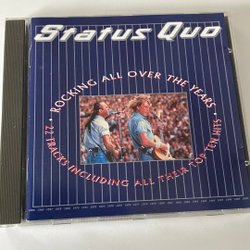 Status Quo
· ROCKING ALL OVER THE YEARS ·
22 TRACKS INCLUDING ALL THEIR TOP TEN HITS